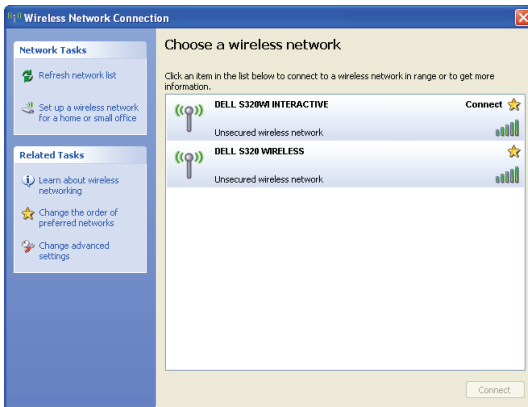 Wireless Network Connection
Network Tasks
Refresh network list
Set up a wireless network
for a home or small office
Related Tasks
Learn about wireless
networking
Change the order of
preferred networks
Change advanced
settings
Choose a wireless network
Click an item in the list below to connect to a wireless network in range or to get more
information.
DELL S320WI INTERACTIVE
Connect
Unsecured wireless network
DELL S320 WIRELESS
Unsecured wireless network
Connect